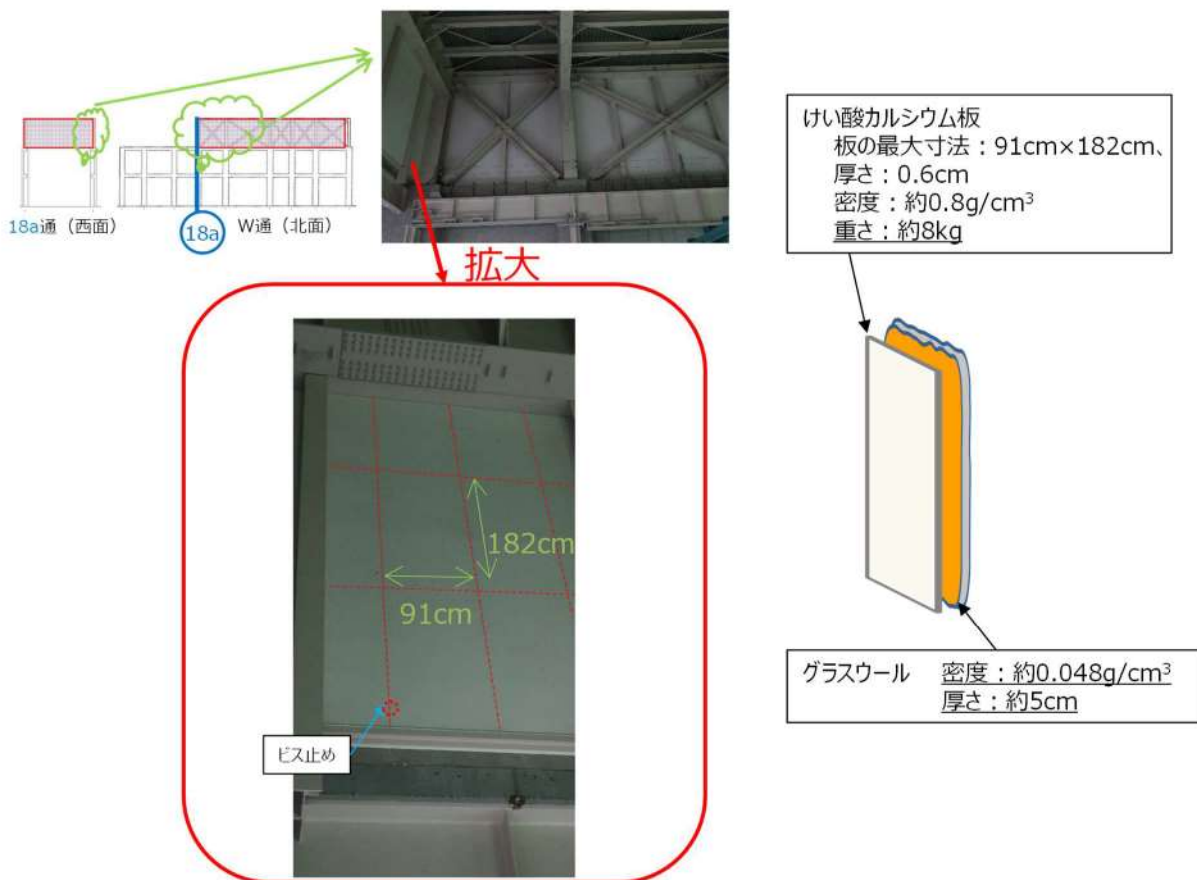 18a通（西面）
18a
W通（北面）
拡大
182cm
91cm
ビス止め
けい酸カルシウム板
板の最大寸法：91cm×182cm、
厚さ：0.6cm
密度：約0.8g/cm³
重さ：約8kg
グラスウール 密度：約0.048g/cm³
厚さ：約5cm